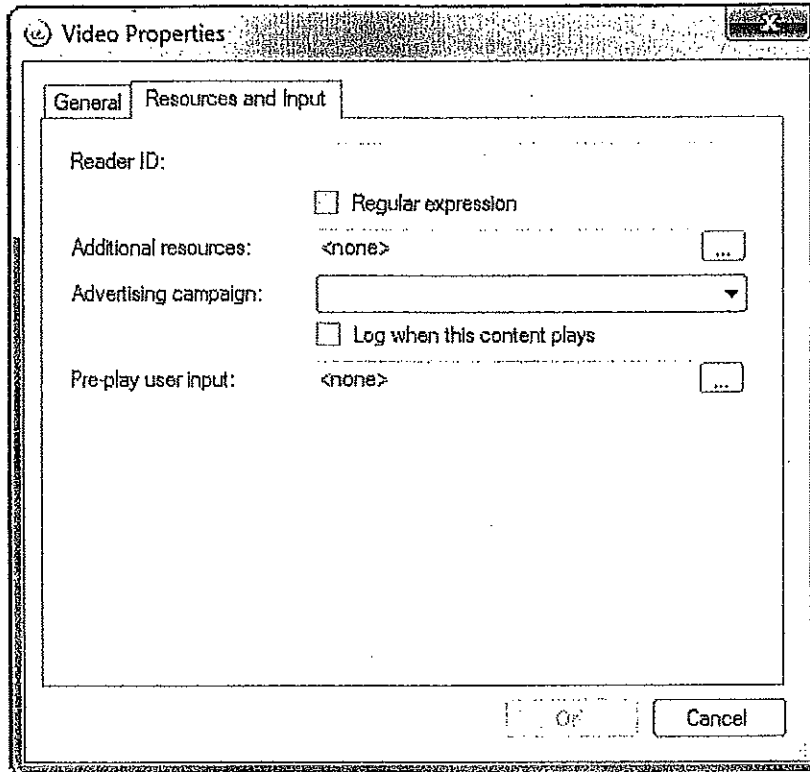 Video Properties
General
Resources and Input
Reader ID:
Regular expression
Additional resources:
<none>
...
Advertising campaign:
Log when this content plays
Pre-play user input:
<none>
...
Cancel